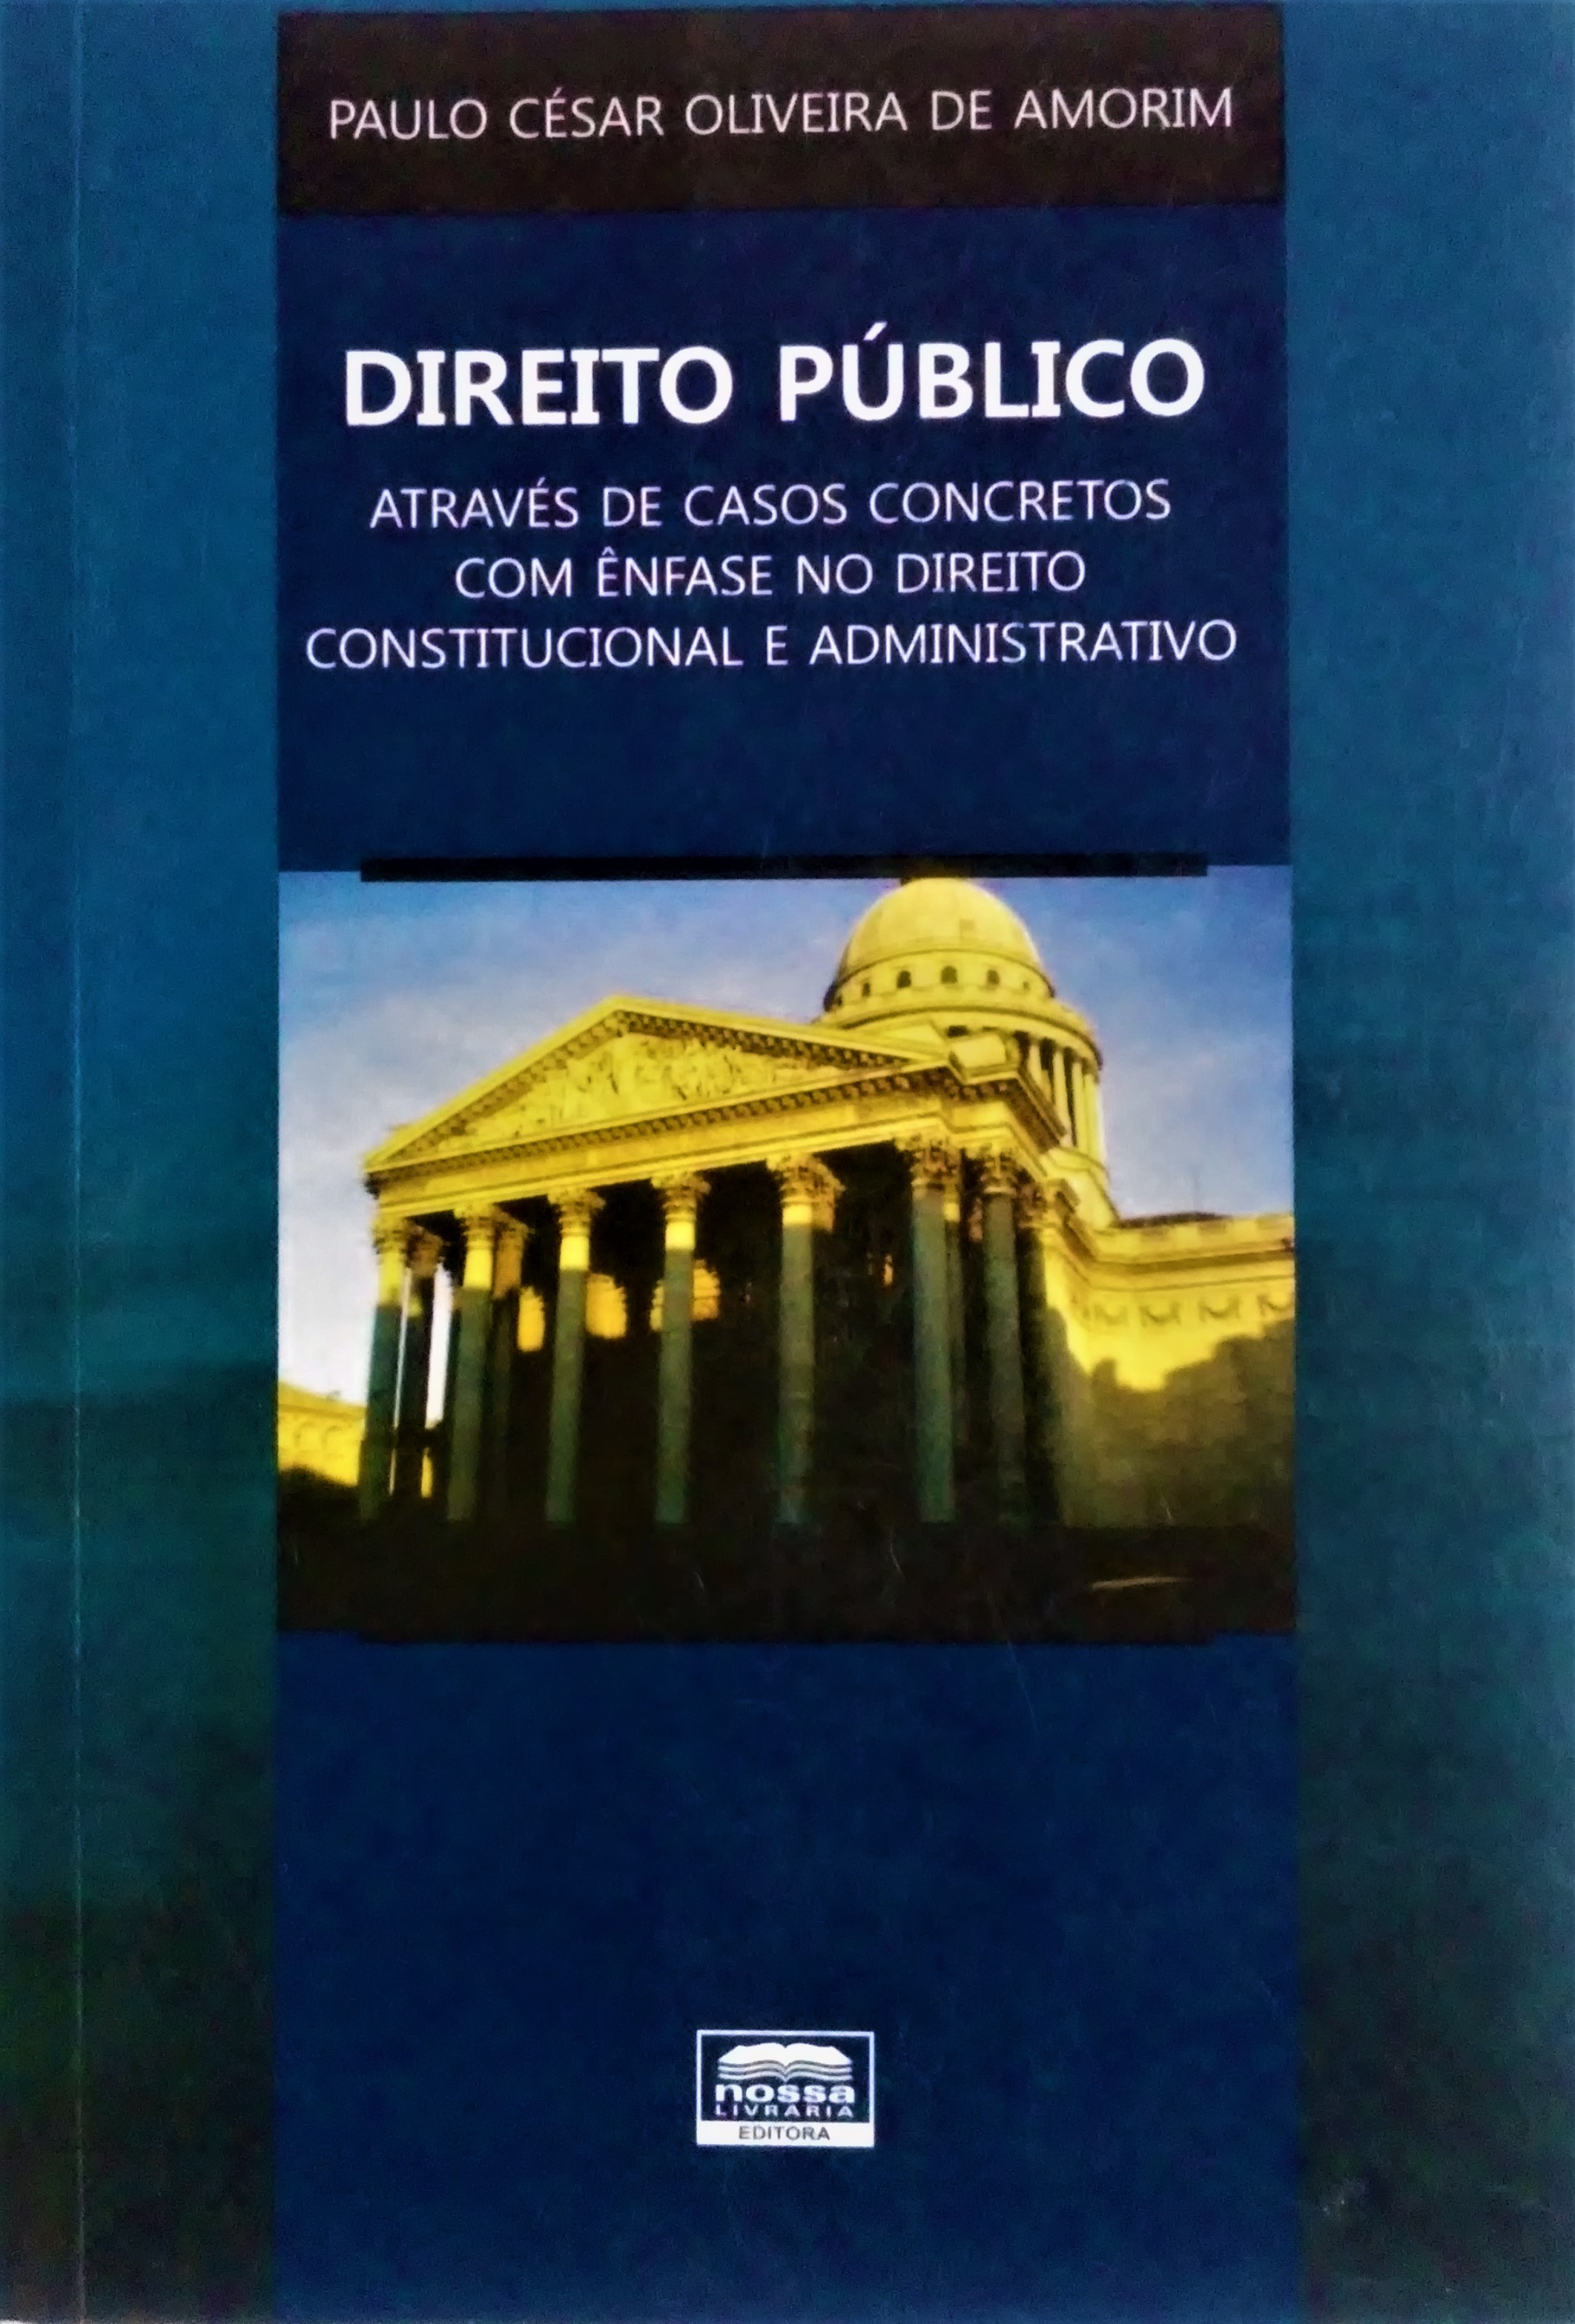 PAULO CÉSAR OLIVEIRA DE AMORIM
DIREITO PÚBLICO
ATRAVÉS DE CASOS CONCRETOS
COM ÊNFASE NO DIREITO
CONSTITUCIONAL E ADMINISTRATIVO
nossa
LIVRARIA
EDITORA